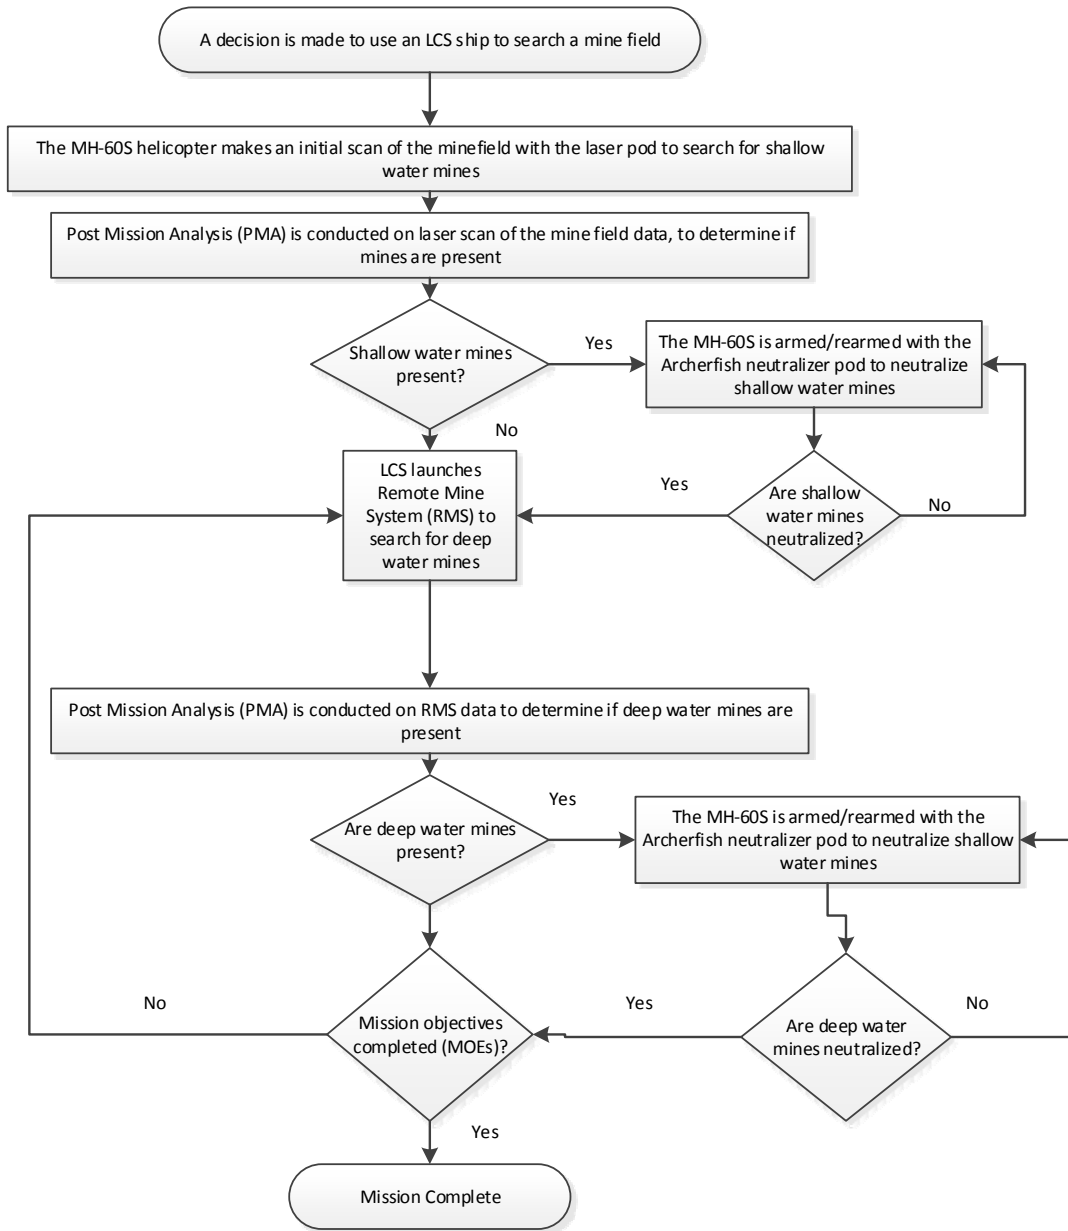 A decision is made to use an LCS ship to search a mine field
The MH-60S helicopter makes an initial scan of the minefield with the laser pod to search for shallow
water mines
Post Mission Analysis (PMA) is conducted on laser scan of the mine field data, to determine if
mines are present
Shallow water mines
present?
Yes
The MH-60S is armed/rearmed with the
Archerfish neutralizer pod to neutralize
shallow water mines
No
LCS launches
Remote Mine
System (RMS) to
search for deep
water mines
Yes
Are shallow
water mines
neutralized?
No
Post Mission Analysis (PMA) is conducted on RMS data to determine if deep water mines are
present
Are deep water mines
present?
Yes
The MH-60S is armed/rearmed with the
Archerfish neutralizer pod to neutralize shallow
water mines
No
Mission objectives
completed (MOEs)?
Yes
Are deep water
mines neutralized?
No
Yes
Mission Complete